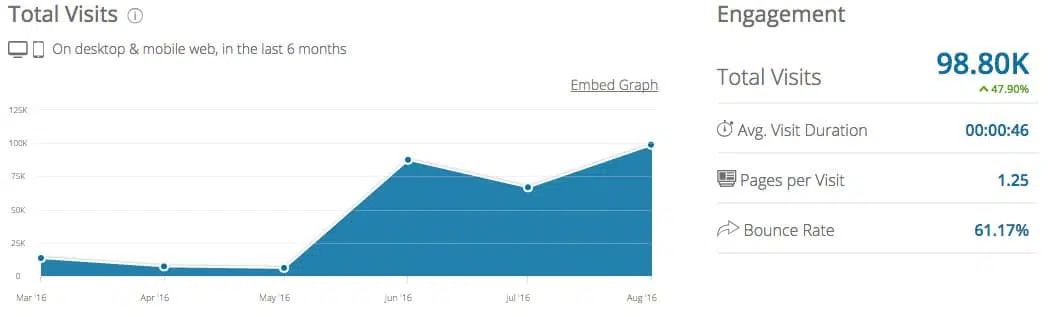 Total Visits
On desktop & mobile web, in the last 6 months
Embed Graph
125K
100K
75K
50K
25K
0
Mar '16 Apr '16 May '16 Jun '16 Jul '16 Aug '16
Engagement
Total Visits 98.80K
47.90%
Avg. Visit Duration 00:00:46
Pages per Visit 1.25
Bounce Rate 61.17%